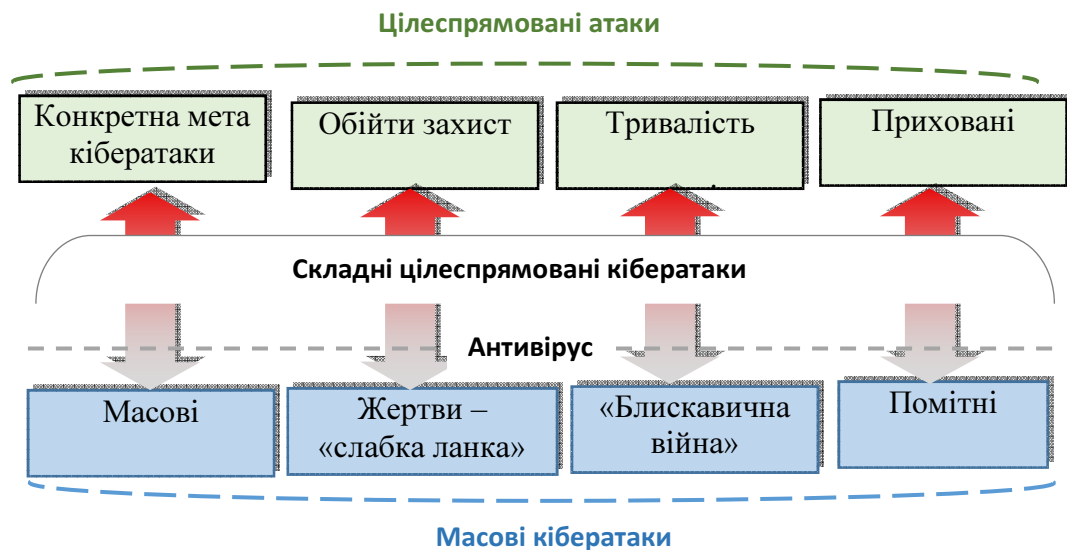 Цілеспрямовані атаки
Конкретна мета
кібератаки
Обійти захист
Тривалість
Приховані
Складні цілеспрямовані кібератаки
Антивірус
Масові
Жертви –
«слабка ланка»
«Блискавична
війна»
Помітні
Масові кібератаки